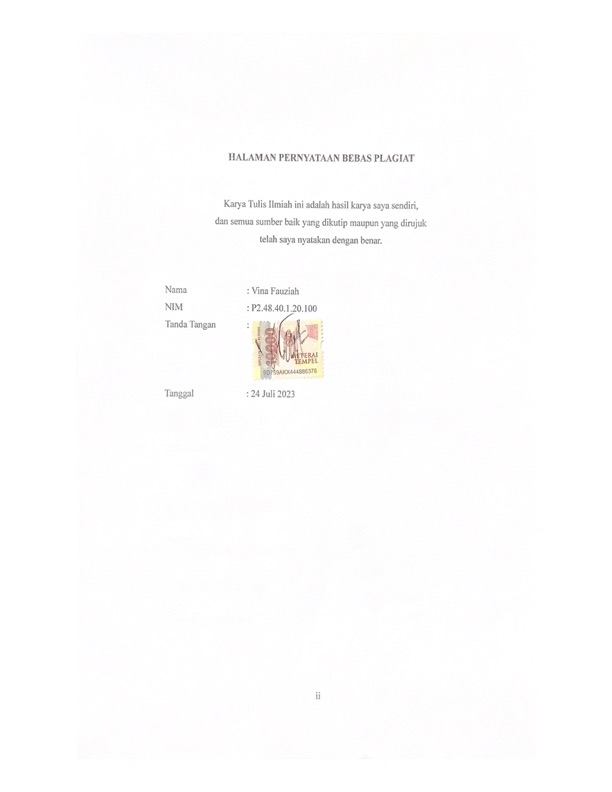 HALAMAN PERNYATAAN BEBAS PLAGIAT
Karya Tulis Ilmiah ini adalah hasil karya saya sendiri,
dan semua sumber baik yang dikutip maupun yang dirujuk
telah saya nyatakan dengan benar.
Nama : Vina Fauziah
NIM : P2.48.40.1.20.100
Tanda Tangan :
10000
METERAI
TEMPEL
Tanggal : 24 Juli 2023
ii